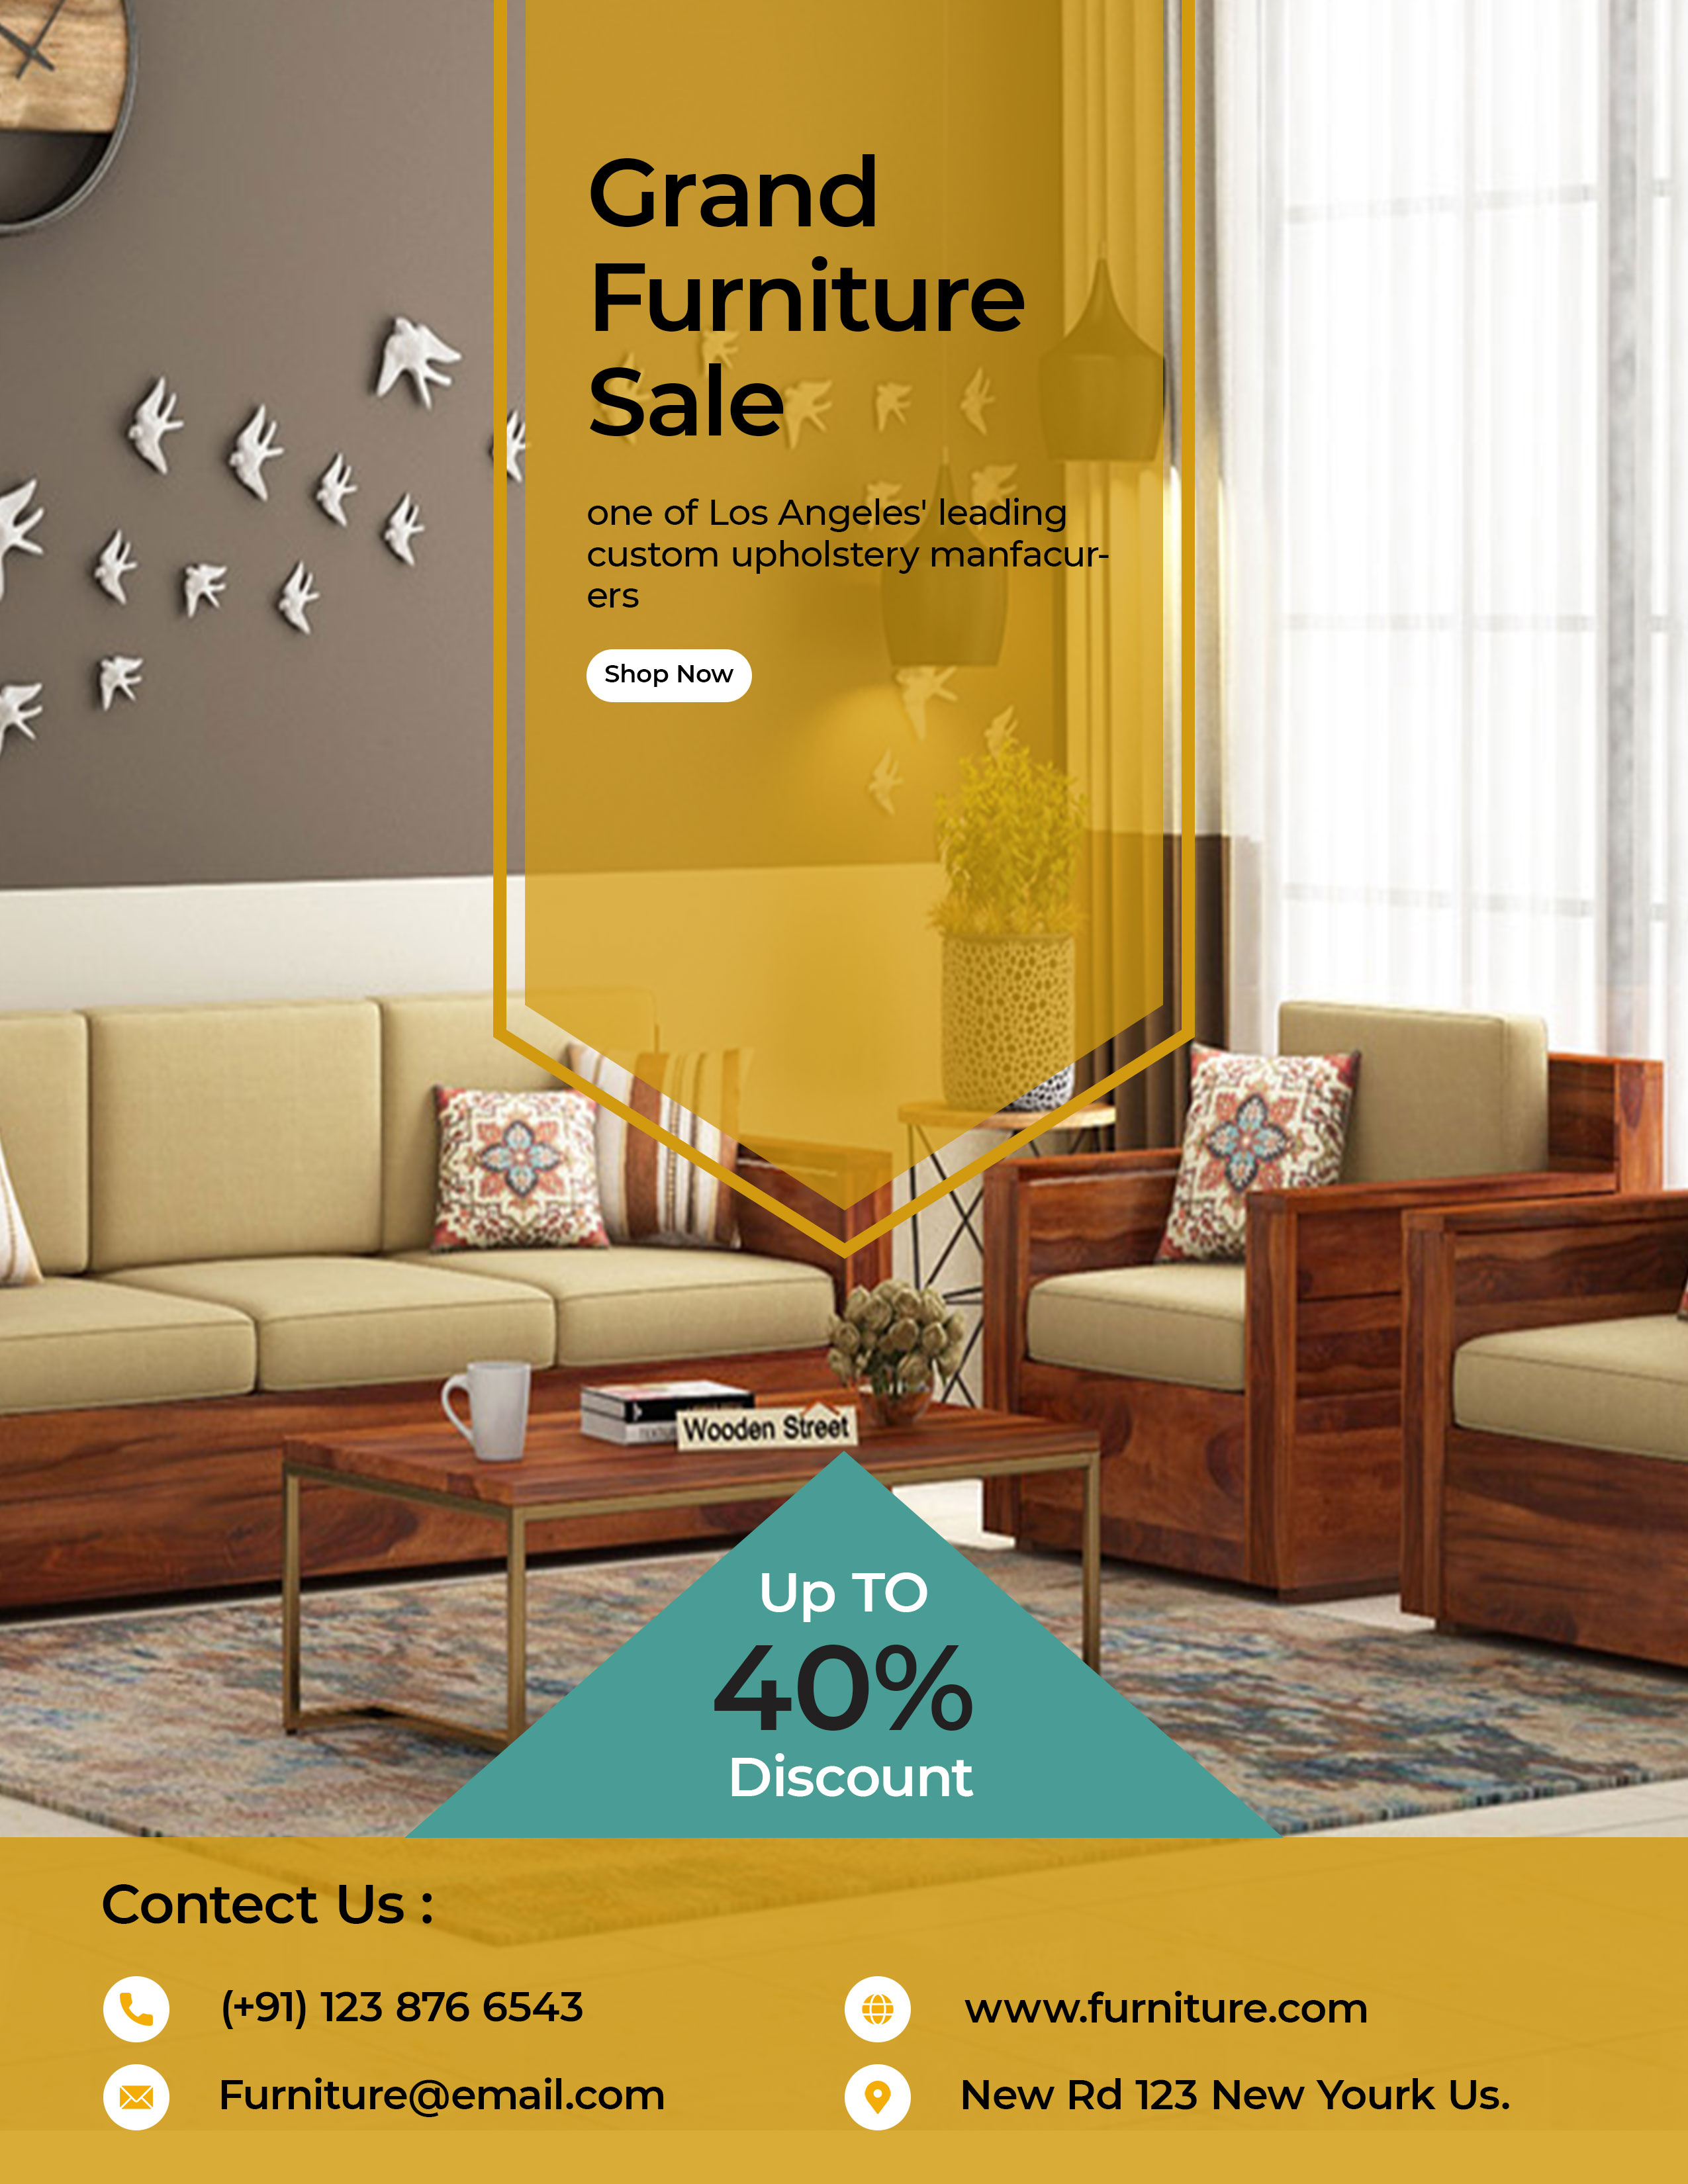 Grand
Furniture
Sale
one of Los Angeles' leading
custom upholstery manfacur-
ers
Shop Now
Wooden Street
Up TO
40%
Discount
Contect Us :
(+91) 123 876 6543
www.furniture.com
Furniture@email.com
New Rd 123 New Yourk Us.